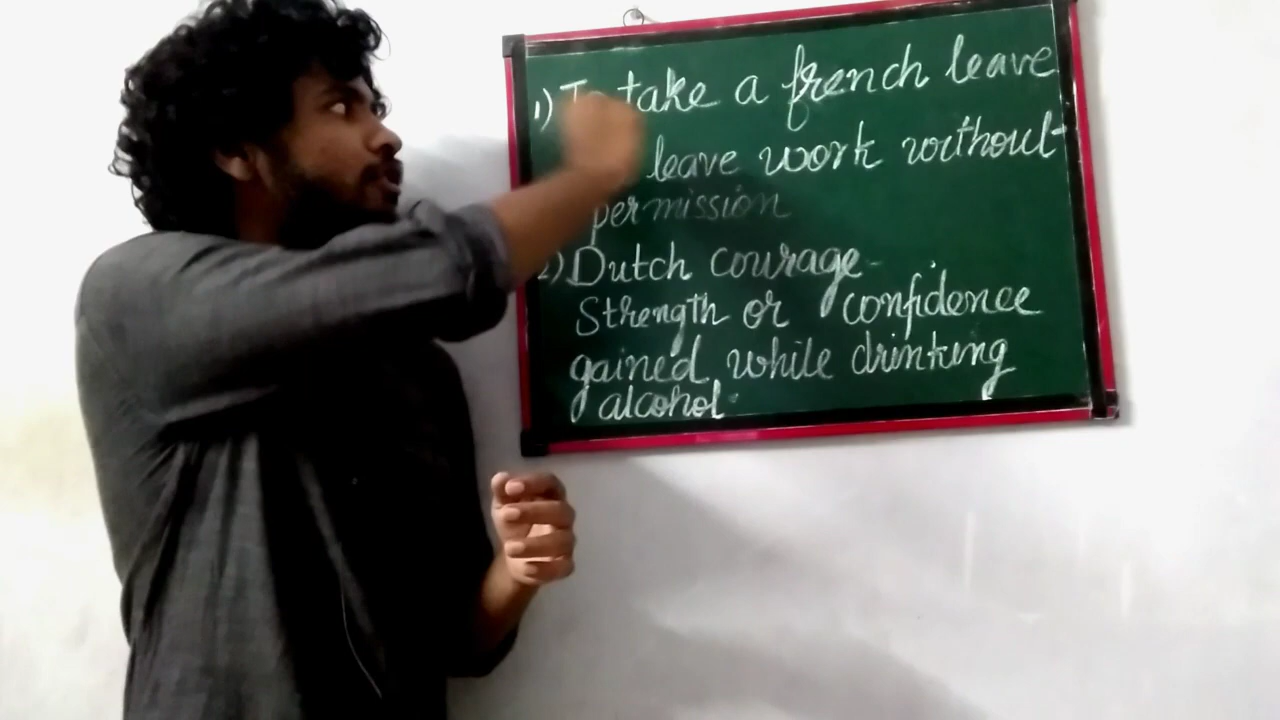 1) To take a french leave
leave work without
permission
2) Dutch courage-
Strength or confidence
gained while drinking
alcohol.